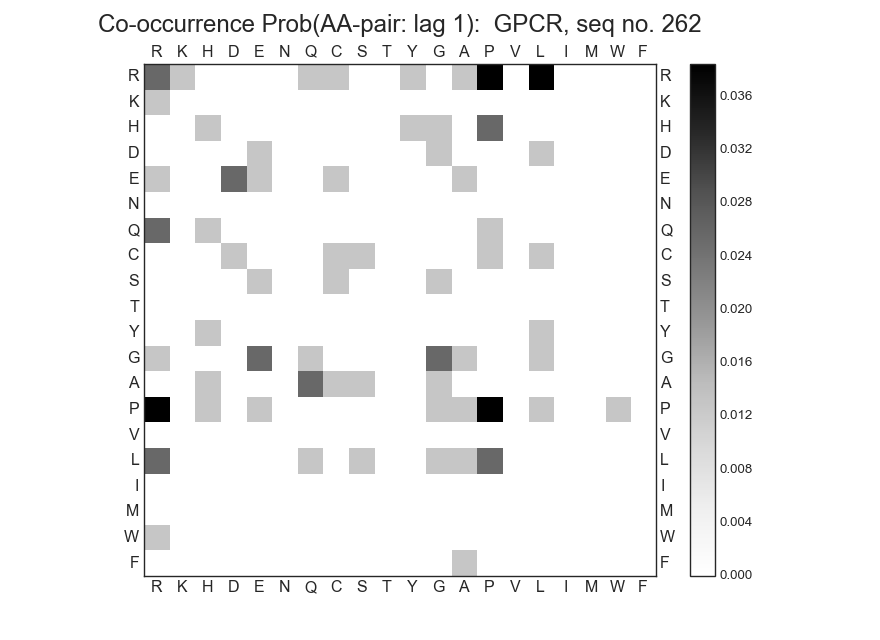 Co-occurrence Prob(AA-pair: lag 1):  GPCR, seq no. 262
R K H D E N Q C S T Y G A P V L I M W F
R R
K K
H H
D D
E E
N N
Q Q
C C
S S
T T
Y Y
G G
A A
P P
V V
L L
I I
M M
W W
F F
R K H D E N Q C S T Y G A P V L I M W F
0.036
0.032
0.028
0.024
0.020
0.016
0.012
0.008
0.004
0.000